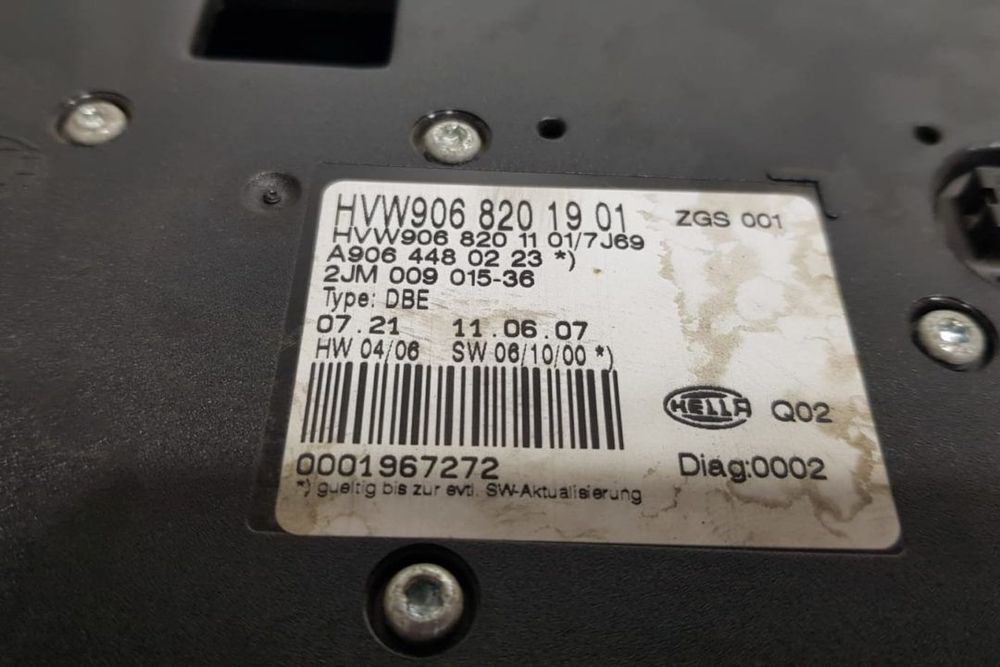 HVW906 820 19 01 ZGS 001
HVW906 820 11 01/7J69
A906 448 02 23 *)
2JM 009 015-36
Type: DBE
07.21 11.06.07
HW 04/06 SW 06/10/00 *)
HELLA Q02
0001967272 Diag:0002
*) gueltig bis zur evtl. SW-Aktualisierung